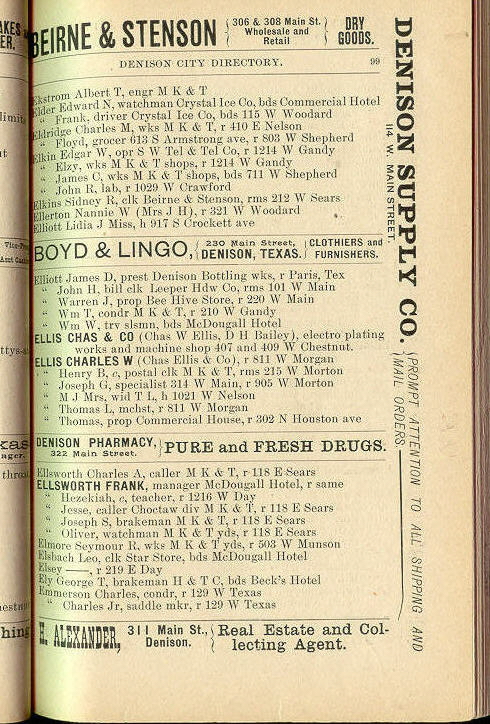 BEIRNE & STENSON { 306 & 308 Main St. Wholesale and Retail } DRY GOODS.
DENISON CITY DIRECTORY. 99
Ekstrom Albert T, engr M K & T
Elder Edward N, watchman Crystal Ice Co, bds Commercial Hotel
“ Frank, driver Crystal Ice Co, bds 115 W Woodard
Eldridge Charles M, wks M K & T, r 410 E Nelson
“ Floyd, grocer 613 S Armstrong ave, r 803 W Shepherd
Elkin Edgar W, opr S W Tel & Tel Co, r 1214 W Gandy
“ Elzy, wks M K & T shops, r 1214 W Gandy
“ James C, wks M K & T shops, bds 711 W Shepherd
“ John R, lab, r 1029 W Crawford
Elkins Sidney R, clk Beirne & Stenson, rms 212 W Sears
Ellerton Nannie W (Mrs J H), r 321 W Woodard
Elliott Lidia J Miss, h 917 S Crockett ave
BOYD & LINGO, { 230 Main Street, DENISON, TEXAS. { CLOTHIERS and FURNISHERS.
Elliott James D, prest Denison Bottling wks, r Paris, Tex
“ John H, bill clk Leeper Hdw Co, rms 101 W Main
“ Warren J, prop Bee Hive Store, r 220 W Main
“ Wm T, condr M K & T, r 210 W Gandy
“ Wm W, trv slsmn, bds McDougall Hotel
ELLIS CHAS & CO (Chas W Ellis, D H Bailey), electro plating
works and machine shop 407 and 409 W Chestnut.
ELLIS CHARLES W (Chas Ellis & Co), r 811 W Morgan
“ Henry B, c, postal clk M K & T, rms 215 W Morton
“ Joseph G, specialist 314 W Main, r 905 W Morton
“ M J Mrs, wid T L, h 1021 W Nelson
“ Thomas L, mchst, r 811 W Morgan
“ Thomas, prop Commercial House, r 302 N Houston ave
DENISON PHARMACY, 322 Main Street. } PURE and FRESH DRUGS.
Ellsworth Charles A, caller M K & T, r 118 E Sears
ELLSWORTH FRANK, manager McDougall Hotel, r same
“ Hezekiah, c, teacher, r 1216 W Day
“ Jesse, caller Choctaw div M K & T, r 118 E Sears
“ Joseph S, brakeman M K & T, r 118 E Sears
“ Oliver, watchman M K & T yds, r 118 E Sears
Elmore Seymour R, wks M K & T yds, r 503 W Munson
Elsbach Leo, clk Star Store, bds McDougall Hotel
Elsey ——, r 219 E Day
Ely George T, brakeman H & T C, bds Beck's Hotel
Emmerson Charles, condr, r 129 W Texas
“ Charles Jr, saddle mkr, r 129 W Texas
H. ALEXANDER, 311 Main St., Denison. { Real Estate and Collecting Agent.
DENISON SUPPLY CO.
114 W. MAIN STREET.
{ PROMPT ATTENTION TO ALL SHIPPING AND
{ MAIL ORDERS.